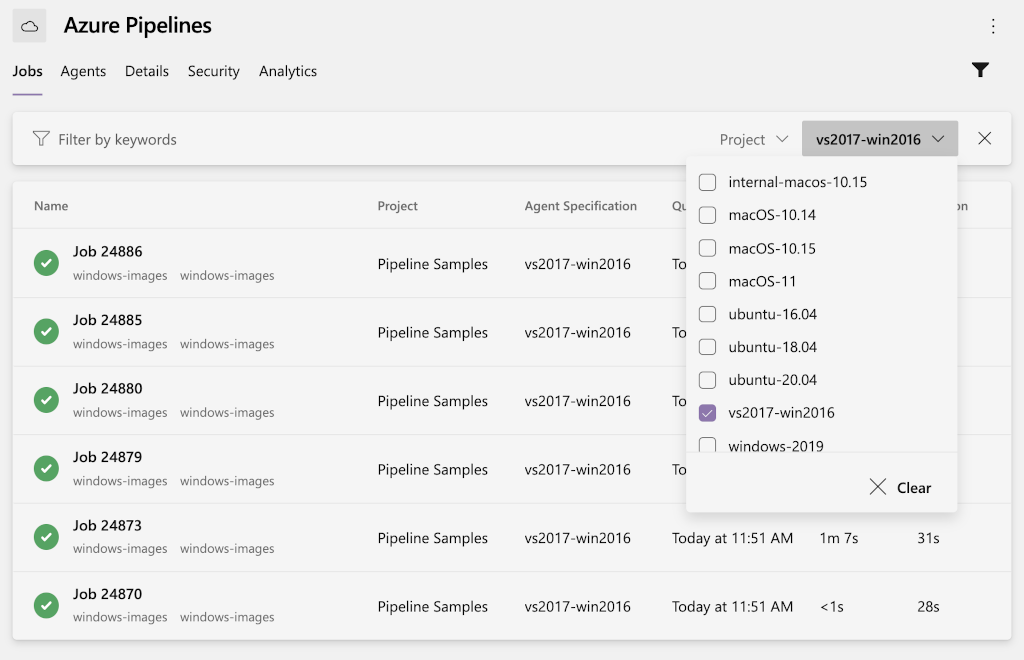 Azure Pipelines
Jobs Agents Details Security Analytics
Filter by keywords Project vs2017-win2016
internal-macos-10.15
macOS-10.14
macOS-10.15
macOS-11
ubuntu-16.04
ubuntu-18.04
ubuntu-20.04
vs2017-win2016
windows-2019
Clear
Name Project Agent Specification Qu on
Job 24886
windows-images windows-images Pipeline Samples vs2017-win2016 To
Job 24885
windows-images windows-images Pipeline Samples vs2017-win2016 To
Job 24880
windows-images windows-images Pipeline Samples vs2017-win2016 To
Job 24879
windows-images windows-images Pipeline Samples vs2017-win2016 To
Job 24873
windows-images windows-images Pipeline Samples vs2017-win2016 Today at 11:51 AM 1m 7s 31s
Job 24870
windows-images windows-images Pipeline Samples vs2017-win2016 Today at 11:51 AM <1s 28s